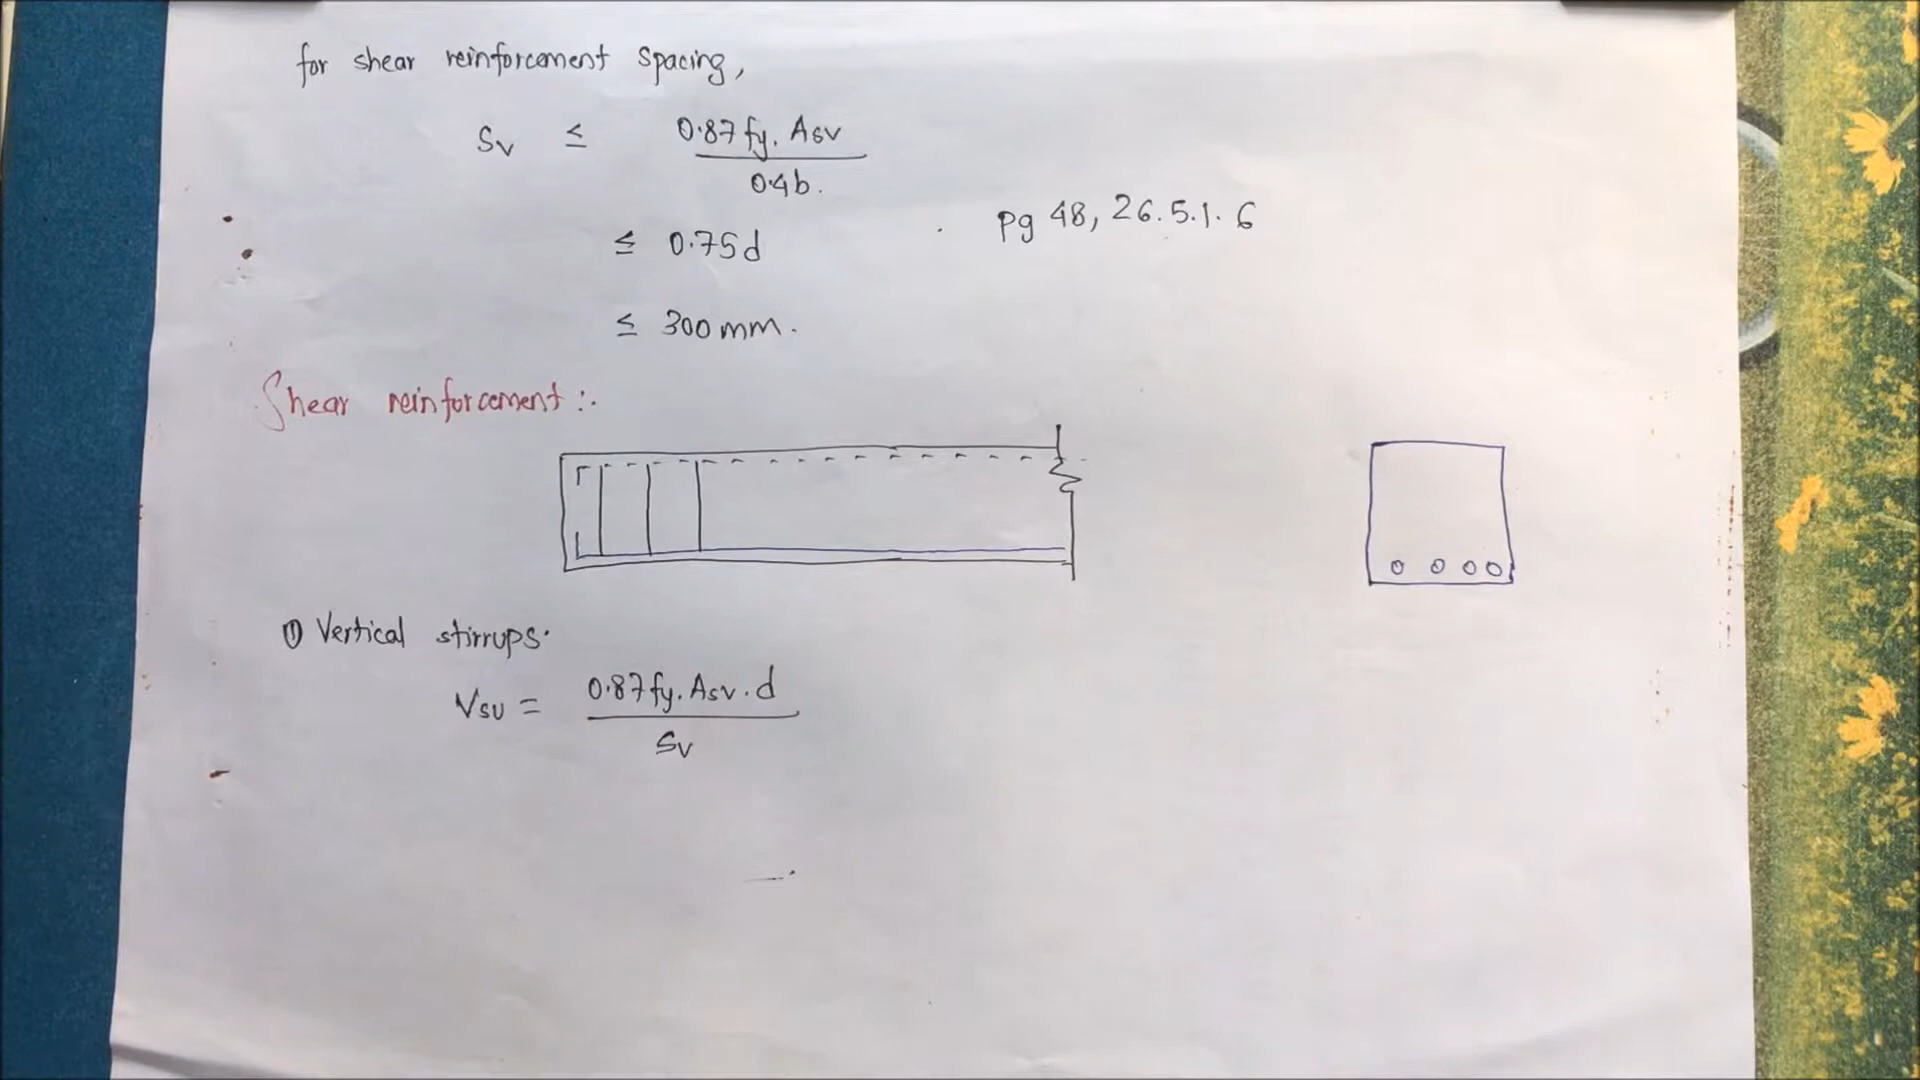 for shear reinforcement spacing,
Sv ≤ 0.87 fy. Asv / 0.4b.
≤ 0.75d
pg 48, 26.5.1.6
≤ 300 mm.
Shear reinforcement :.
① Vertical stirrups.
Vsu = 0.87 fy. Asv. d / Sv